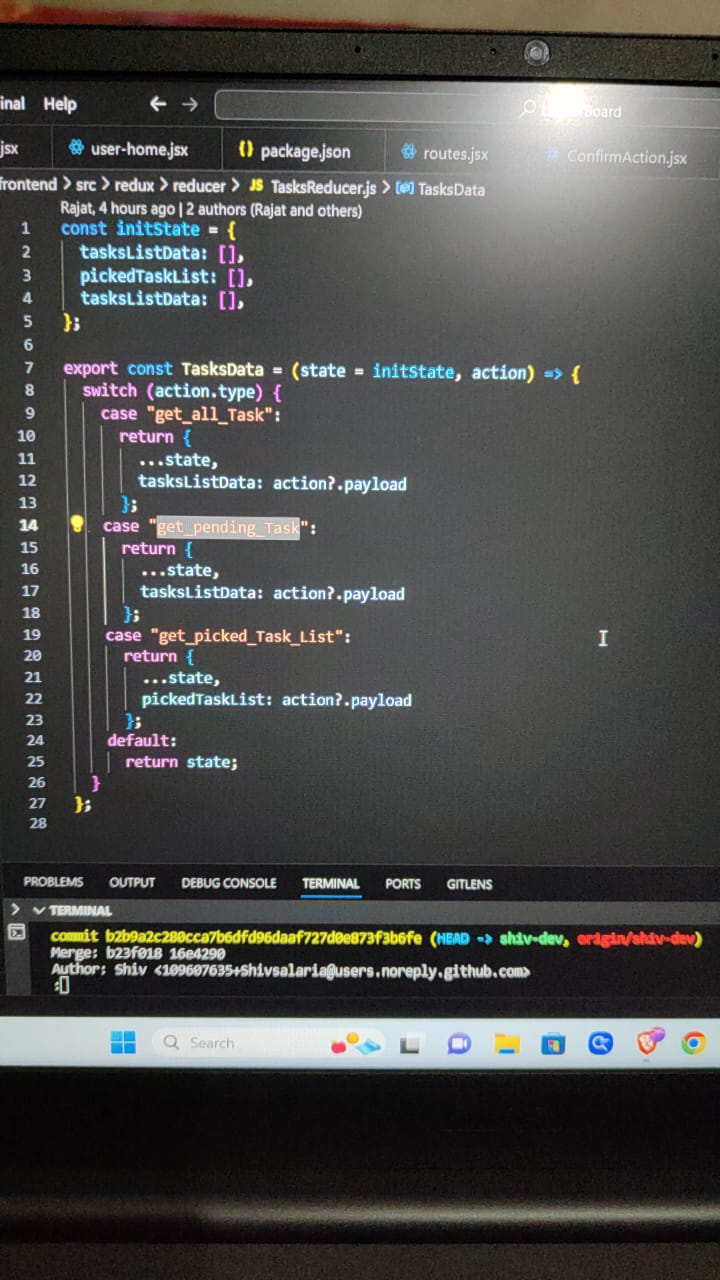 Help
jsx
user-home.jsx
{} package.json
routes.jsx
ConfirmAction.jsx
frontend > src > redux > reducer > JS TasksReducer.js > TasksData
Rajat, 4 hours ago | 2 authors (Rajat and others)
1 const initState = {
2 tasksListData: [],
3 pickedTaskList: [],
4 tasksListData: [],
5 };
6
7 export const TasksData = (state = initState, action) => {
8 switch (action.type) {
9 case "get_all_Task":
10 return {
11 ...state,
12 tasksListData: action?.payload
13 };
14 case "get_pending_Task":
15 return {
16 ...state,
17 tasksListData: action?.payload
18 };
19 case "get_picked_Task_List":
20 return {
21 ...state,
22 pickedTaskList: action?.payload
23 };
24 default:
25 return state;
26 }
27 };
28
PROBLEMS OUTPUT DEBUG CONSOLE TERMINAL PORTS GITLENS
TERMINAL
commit b2b9a2c280cca7b6dfd96daaf727d0e873f3b6fe (HEAD -> shiv-dev, origin/shiv-dev)
Merge: b23f018 16e4290
Author: Shiv <109607635+Shivsalaria@users.noreply.github.com>
:
Search